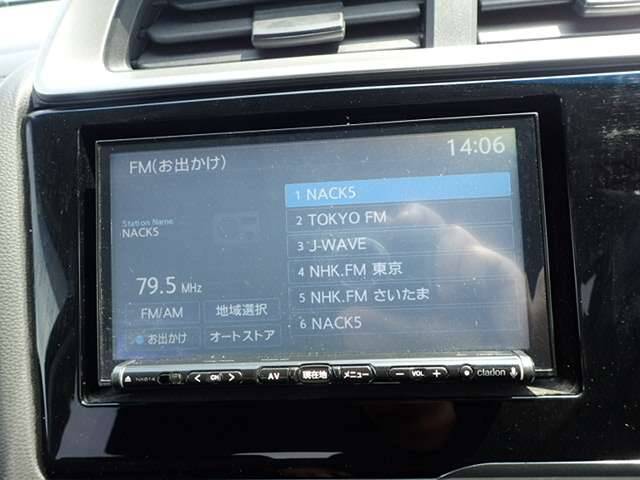 FM(お出かけ)
14:06
Station Name
NACK5
79.5 MHz
FM/AM 地域選択
お出かけ オートストア
1 NACK5
2 TOKYO FM
3 J-WAVE
4 NHK.FM 東京
5 NHK.FM さいたま
6 NACK5
< CH > AV 現在地 メニュー - VOL + clarion